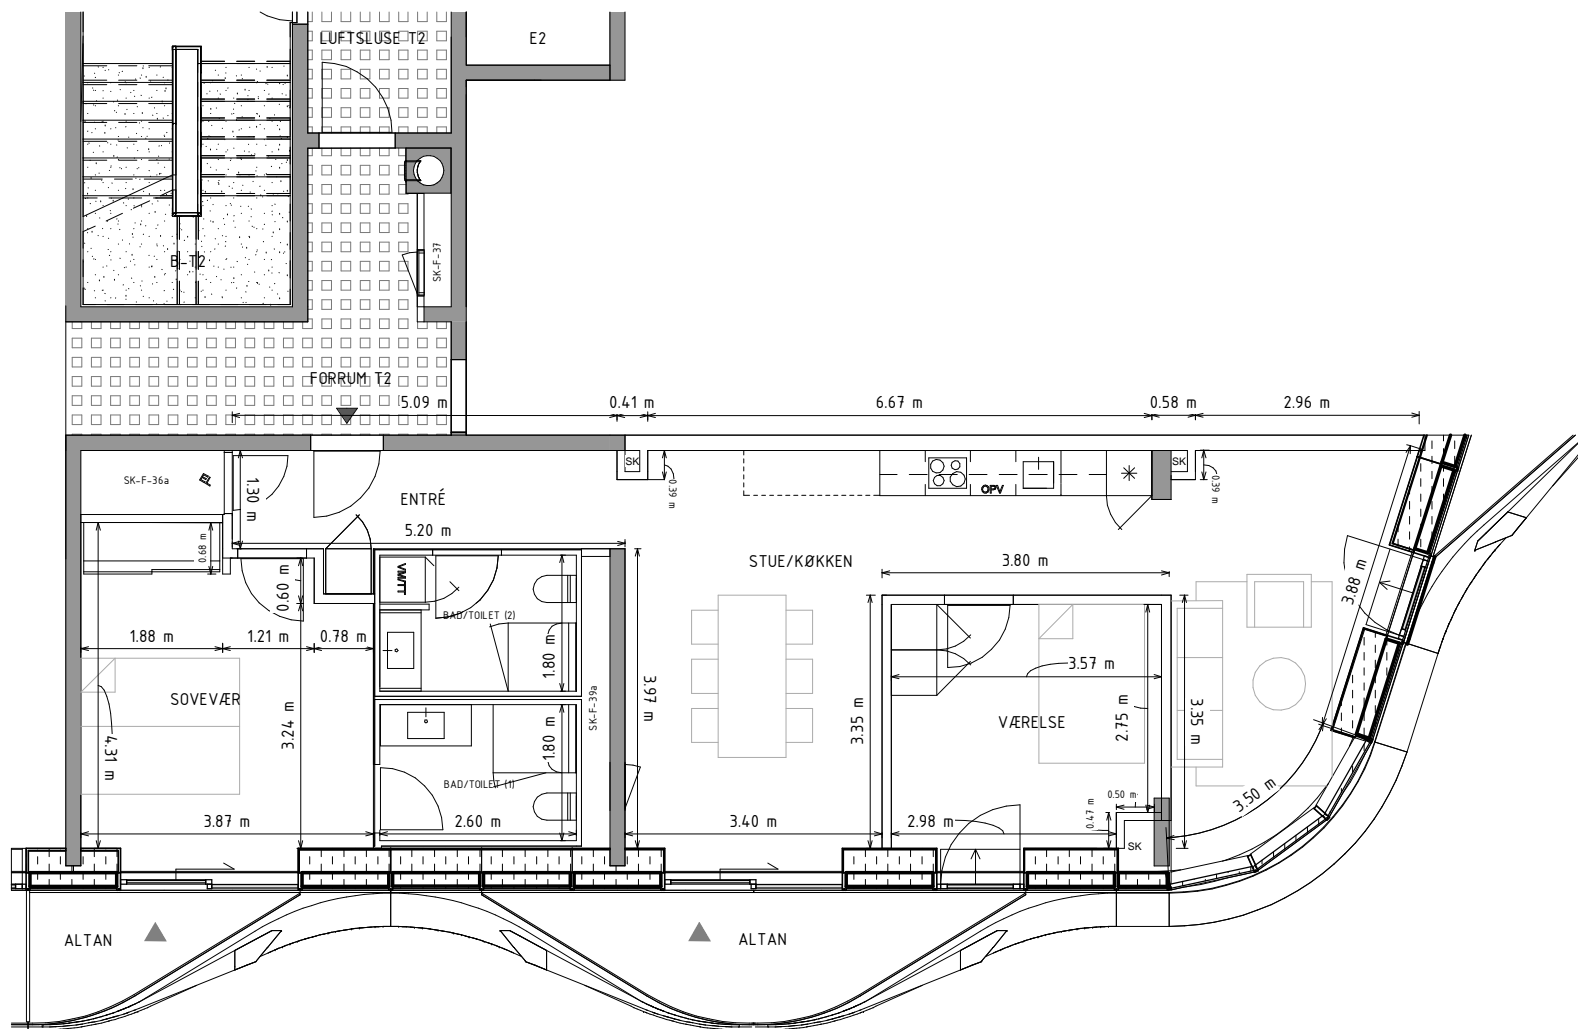 LUFTSLUSE T2
E2
SK-F-37
B-T2
FORRUM T2
5.09 m
0.41 m
6.67 m
0.58 m
2.96 m
SK
SK
SK-F-36a
EL
1.30 m
ENTRÉ
0.39 m
OPV
0.39 m
5.20 m
0.68 m
STUE/KØKKEN
3.80 m
3.88 m
0.60 m
VM/TT
BAD/TOILET (2)
1.88 m
1.21 m
0.78 m
1.80 m
3.57 m
SOVEVÆR
SK-F-39a
3.97 m
3.24 m
4.31 m
3.35 m
VÆRELSE
2.75 m
3.35 m
1.80 m
BAD/TOILET (1)
3.50 m
0.50 m
0.47 m
3.87 m
2.60 m
3.40 m
2.98 m
SK
ALTAN
ALTAN